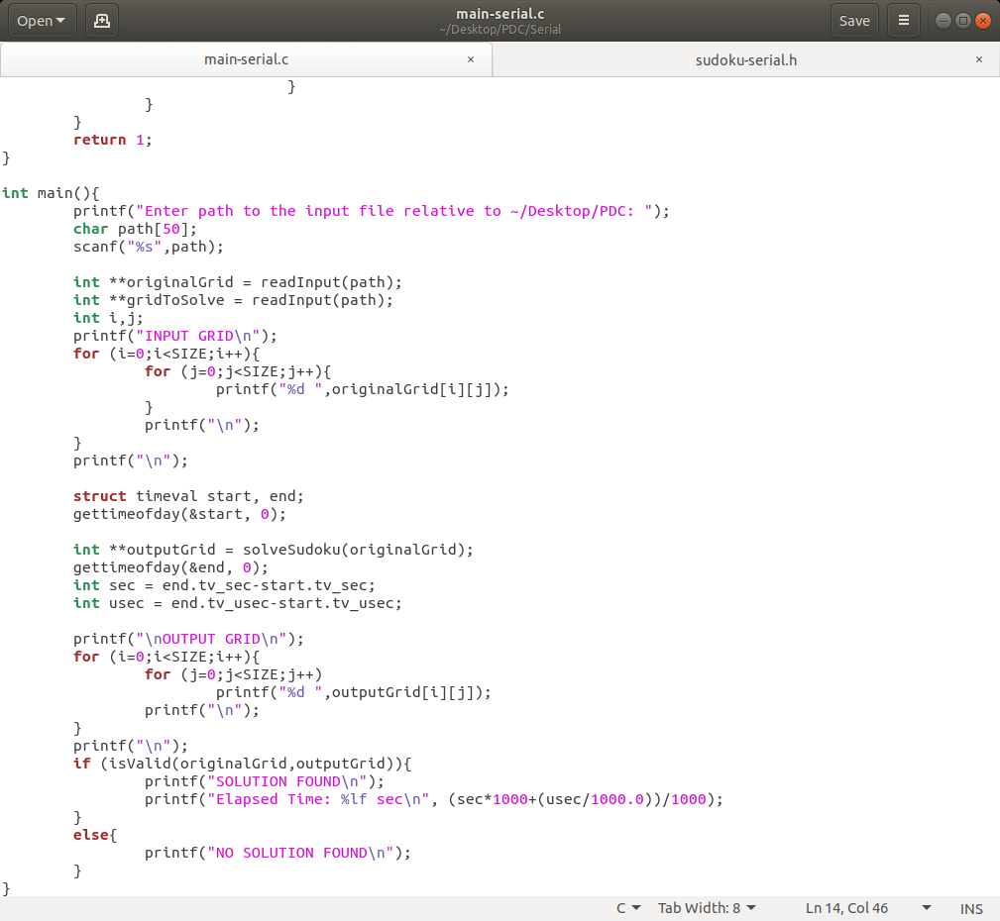 Open
main-serial.c
~/Desktop/PDC/Serial
Save
main-serial.c ×
sudoku-serial.h ×
                                }
                }
        }
        return 1;
}

int main(){
        printf("Enter path to the input file relative to ~/Desktop/PDC: ");
        char path[50];
        scanf("%s",path);

        int **originalGrid = readInput(path);
        int **gridToSolve = readInput(path);
        int i,j;
        printf("INPUT GRID\n");
        for (i=0;i<SIZE;i++){
                for (j=0;j<SIZE;j++){
                        printf("%d ",originalGrid[i][j]);
                }
                printf("\n");
        }
        printf("\n");

        struct timeval start, end;
        gettimeofday(&start, 0);

        int **outputGrid = solveSudoku(originalGrid);
        gettimeofday(&end, 0);
        int sec = end.tv_sec-start.tv_sec;
        int usec = end.tv_usec-start.tv_usec;

        printf("\nOUTPUT GRID\n");
        for (i=0;i<SIZE;i++){
                for (j=0;j<SIZE;j++)
                        printf("%d ",outputGrid[i][j]);
                printf("\n");
        }
        printf("\n");
        if (isValid(originalGrid,outputGrid)){
                printf("SOLUTION FOUND\n");
                printf("Elapsed Time: %lf sec\n", (sec*1000+(usec/1000.0))/1000);
        }
        else{
                printf("NO SOLUTION FOUND\n");
        }
}
C Tab Width: 8 Ln 14, Col 46 INS